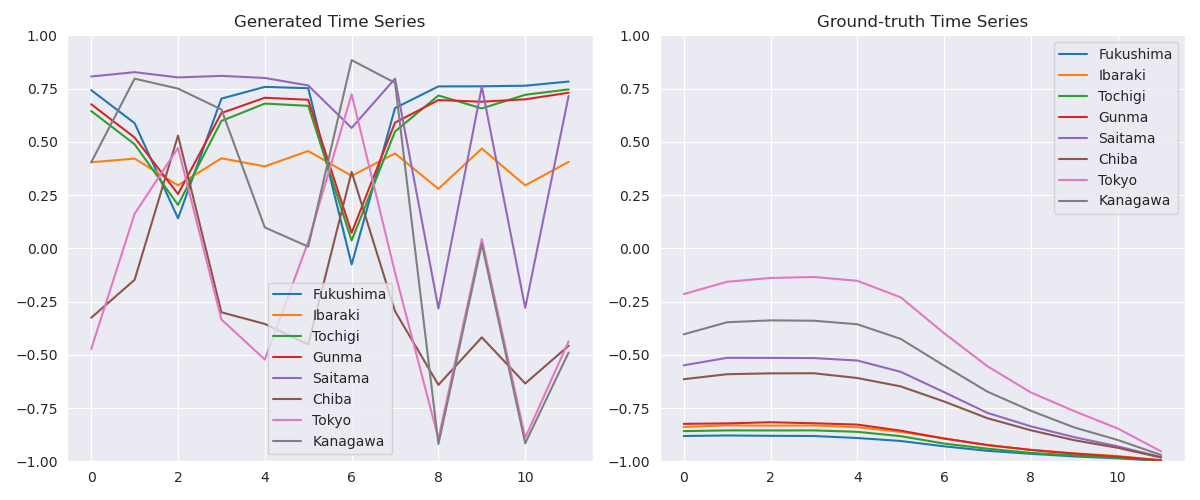 Generated Time Series
1.00
0.75
0.50
0.25
0.00
−0.25
−0.50
−0.75
−1.00
0 2 4 6 8 10
Fukushima
Ibaraki
Tochigi
Gunma
Saitama
Chiba
Tokyo
Kanagawa
Ground-truth Time Series
1.00
0.75
0.50
0.25
0.00
−0.25
−0.50
−0.75
−1.00
0 2 4 6 8 10
Fukushima
Ibaraki
Tochigi
Gunma
Saitama
Chiba
Tokyo
Kanagawa